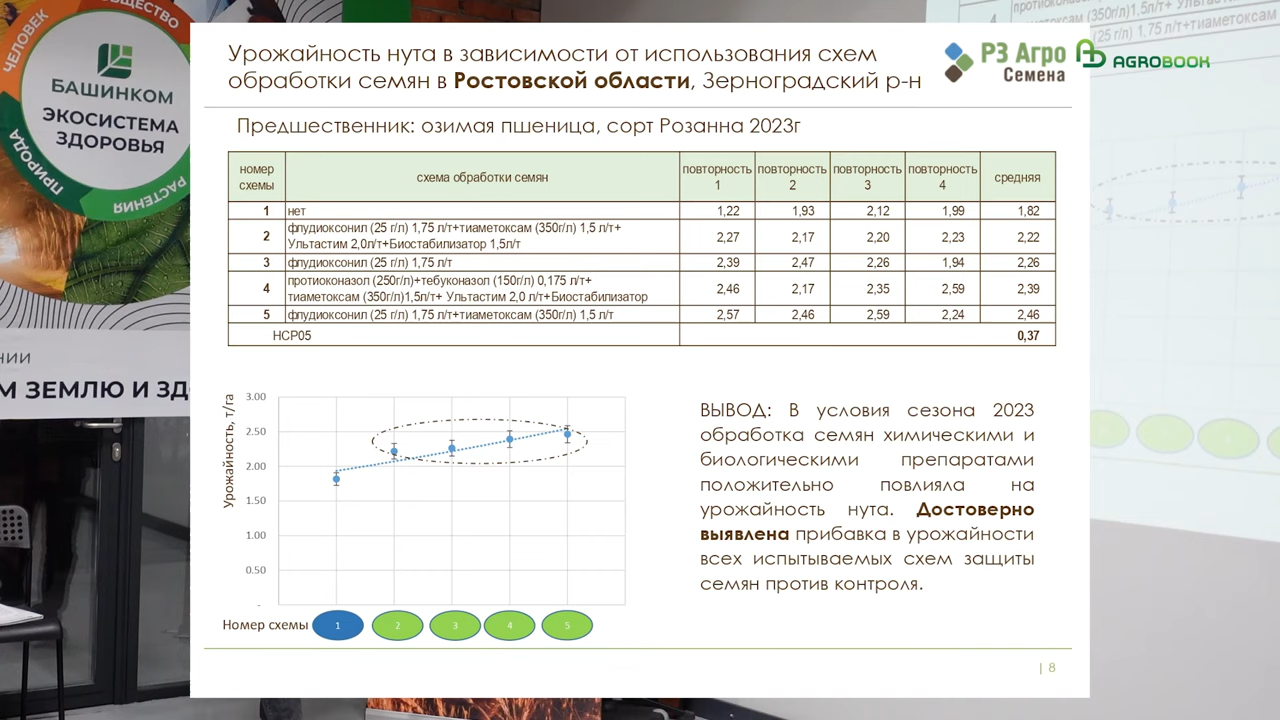 Урожайность нута в зависимости от использования схем
обработки семян в Ростовской области, Зерноградский р-н
РЗ Агро
Семена
AGROBOOK
Предшественник: озимая пшеница, сорт Розанна 2023г
номер схемы | схема обработки семян | повторность 1 | повторность 2 | повторность 3 | повторность 4 | средняя
1 | нет | 1,22 | 1,93 | 2,12 | 1,99 | 1,82
2 | флудиоксонил (25 г/л) 1,75 л/т+тиаметоксам (350г/л) 1,5 л/т+
Ультастим 2,0л/т+Биостабилизатор 1,5л/т | 2,27 | 2,17 | 2,20 | 2,23 | 2,22
3 | флудиоксонил (25 г/л) 1,75 л/т | 2,39 | 2,47 | 2,26 | 1,94 | 2,26
4 | протиоконазол (250г/л)+тебуконазол (150г/л) 0,175 л/т+
тиаметоксам (350г/л)1,5л/т+ Ультастим 2,0 л/т+Биостабилизатор | 2,46 | 2,17 | 2,35 | 2,59 | 2,39
5 | флудиоксонил (25 г/л) 1,75 л/т+тиаметоксам (350г/л) 1,5 л/т | 2,57 | 2,46 | 2,59 | 2,24 | 2,46
НСР05 | 0,37
Урожайность, т/га
3.00
2.50
2.00
1.50
1.00
0.50
-
Номер схемы 1 2 3 4 5
ВЫВОД: В условия сезона 2023
обработка семян химическими и
биологическими препаратами
положительно повлияла на
урожайность нута. Достоверно
выявлена прибавка в урожайности
всех испытываемых схем защиты
семян против контроля.
| 8
ЧЕЛОВЕК
ОБЩЕСТВО
БАШИНКОМ
ЭКОСИСТЕМА
ЗДОРОВЬЯ
ПРИРОДА
РАСТЕНИЯ
НИИ
М ЗЕМЛЮ И ЗД
4
(350г/л)1,5л/т+
(25 г/л) 1,75 л/т+тиаметоксам